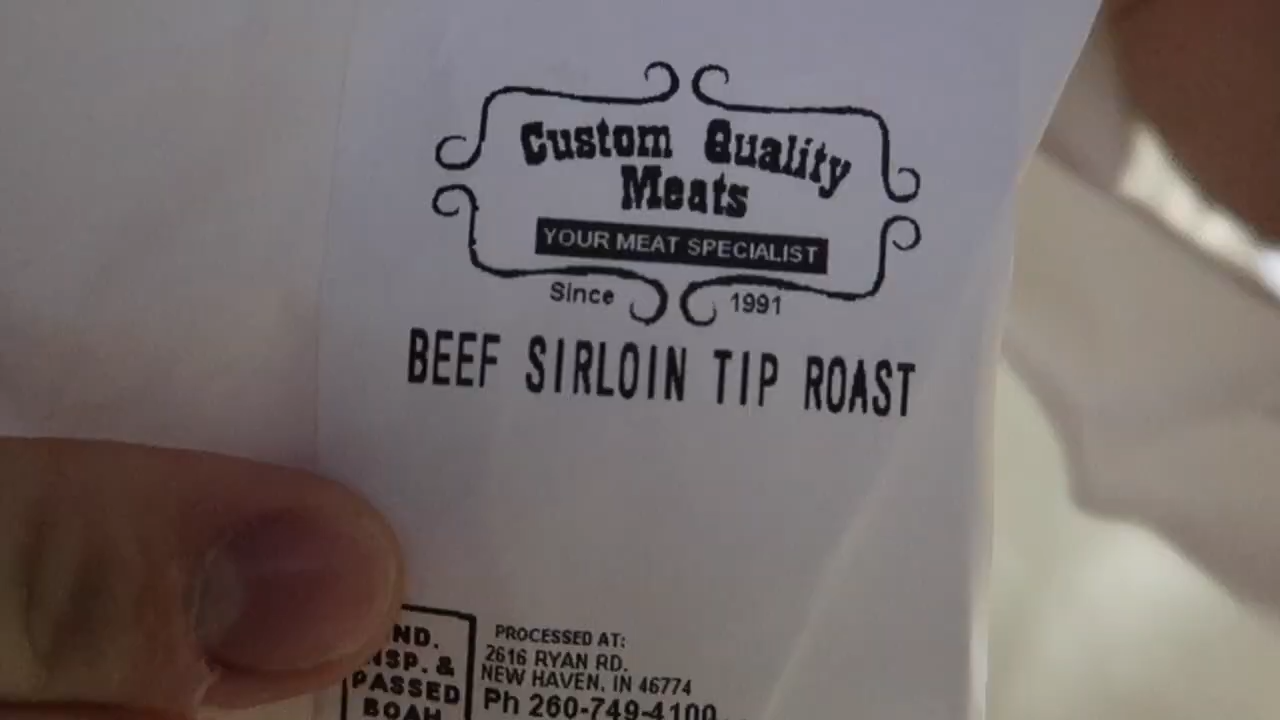 Custom Quality
Meats
YOUR MEAT SPECIALIST
Since 1991
BEEF SIRLOIN TIP ROAST
ND.
NSP. &
PASSED
BOAH
PROCESSED AT:
2616 RYAN RD.
NEW HAVEN, IN 46774
Ph 260-749-4100